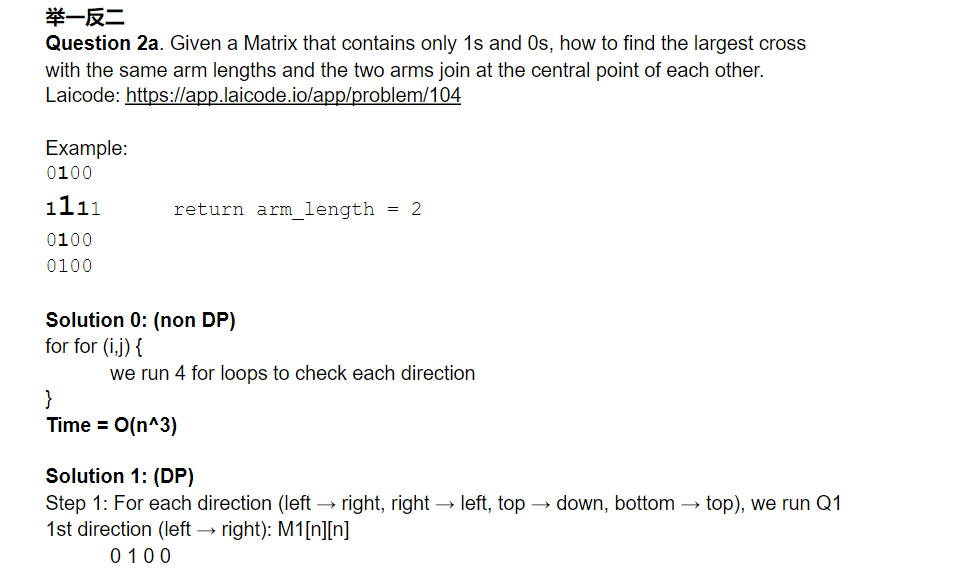 举一反二
Question 2a. Given a Matrix that contains only 1s and 0s, how to find the largest cross
with the same arm lengths and the two arms join at the central point of each other.
Laicode: https://app.laicode.io/app/problem/104
Example:
0100
1111 return arm_length = 2
0100
0100
Solution 0: (non DP)
for for (i,j) {
we run 4 for loops to check each direction
}
Time = O(n^3)
Solution 1: (DP)
Step 1: For each direction (left → right, right → left, top → down, bottom → top), we run Q1
1st direction (left → right): M1[n][n]
0 1 0 0